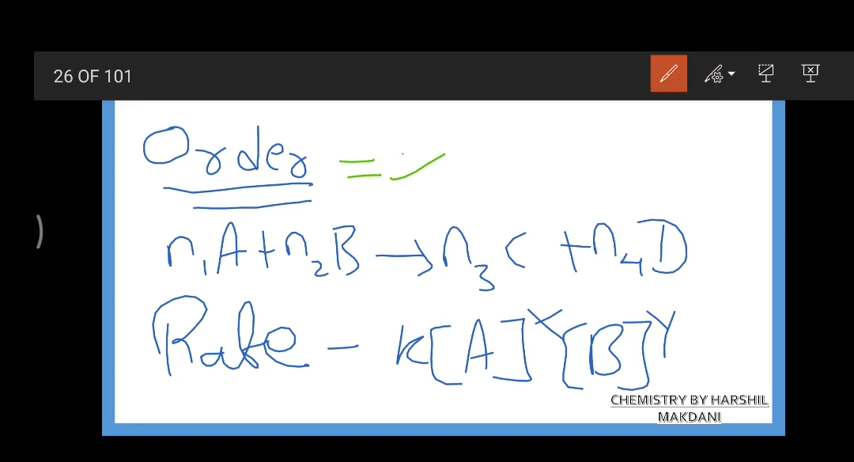 26 OF 101
Order =
n₁A + n₂B → n₃C + n₄D
Rate - K[A]^Y[B]^Y
CHEMISTRY BY HARSHIL
MAKDANI